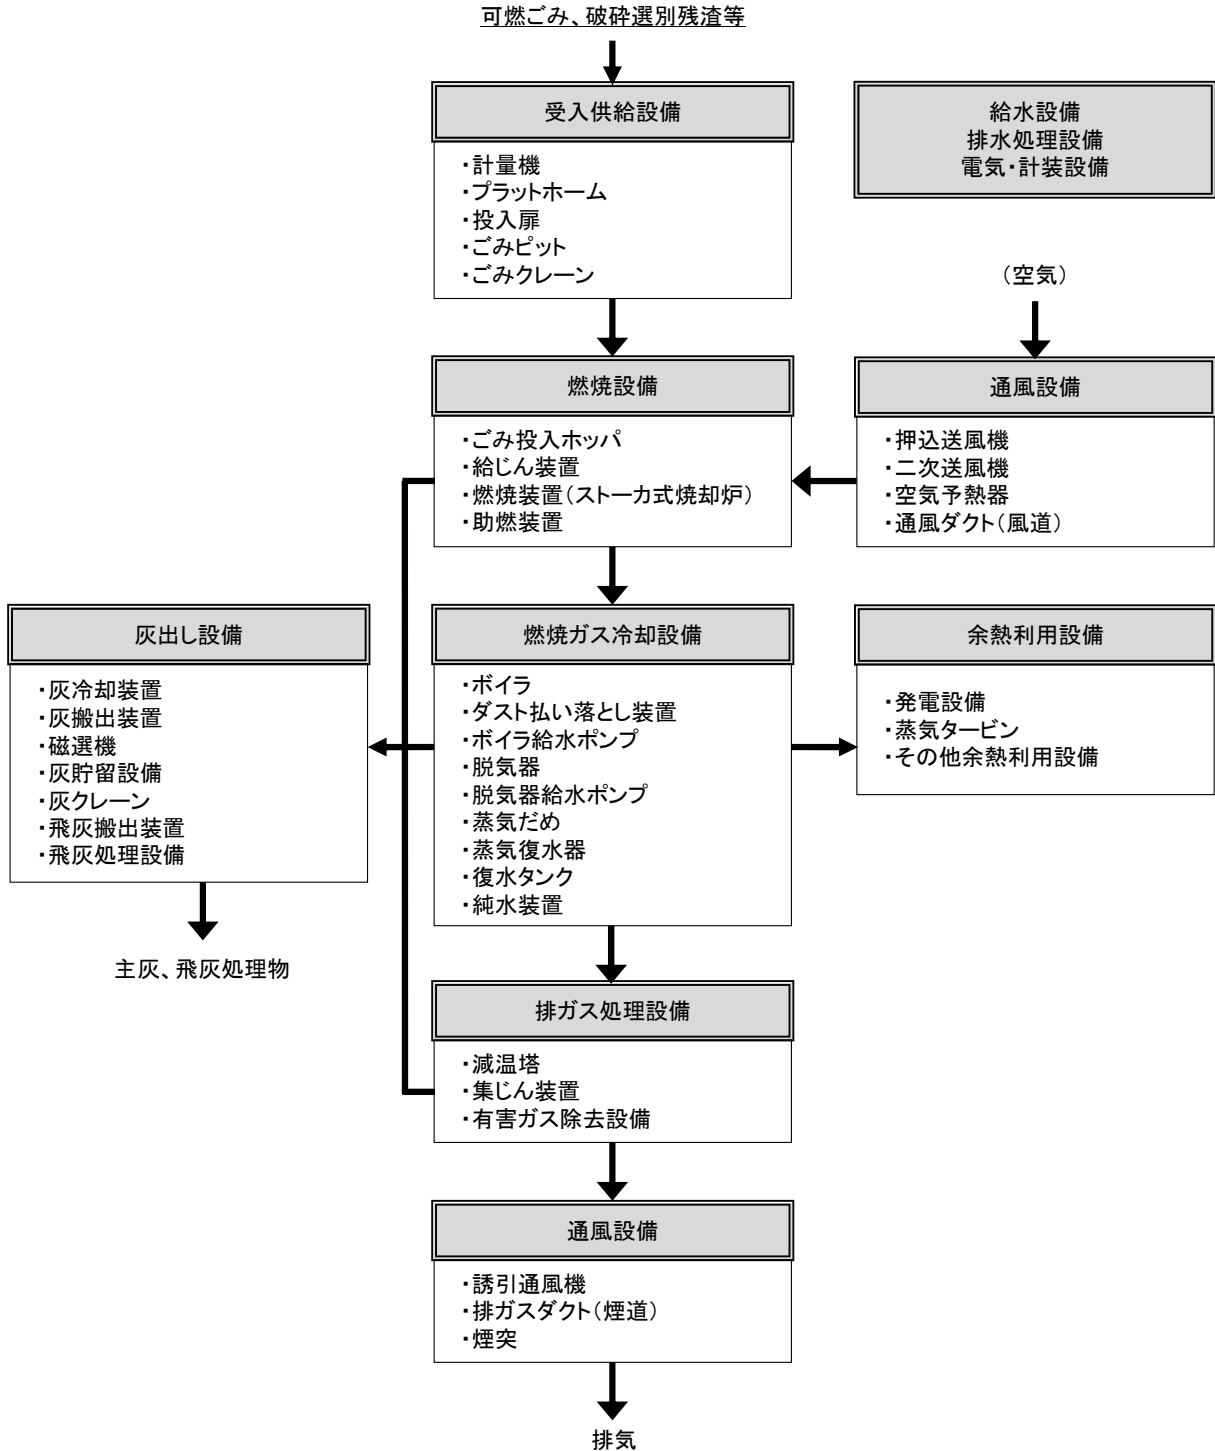 可燃ごみ、破砕選別残渣等
受入供給設備
・計量機
・プラットホーム
・投入扉
・ごみピット
・ごみクレーン
給水設備
排水処理設備
電気・計装設備
（空気）
燃焼設備
・ごみ投入ホッパ
・給じん装置
・燃焼装置（ストーカ式焼却炉）
・助燃装置
通風設備
・押込送風機
・二次送風機
・空気予熱器
・通風ダクト（風道）
灰出し設備
・灰冷却装置
・灰搬出装置
・磁選機
・灰貯留設備
・灰クレーン
・飛灰搬出装置
・飛灰処理設備
主灰、飛灰処理物
燃焼ガス冷却設備
・ボイラ
・ダスト払い落とし装置
・ボイラ給水ポンプ
・脱気器
・脱気器給水ポンプ
・蒸気だめ
・蒸気復水器
・復水タンク
・純水装置
余熱利用設備
・発電設備
・蒸気タービン
・その他余熱利用設備
排ガス処理設備
・減温塔
・集じん装置
・有害ガス除去設備
通風設備
・誘引通風機
・排ガスダクト（煙道）
・煙突
排気